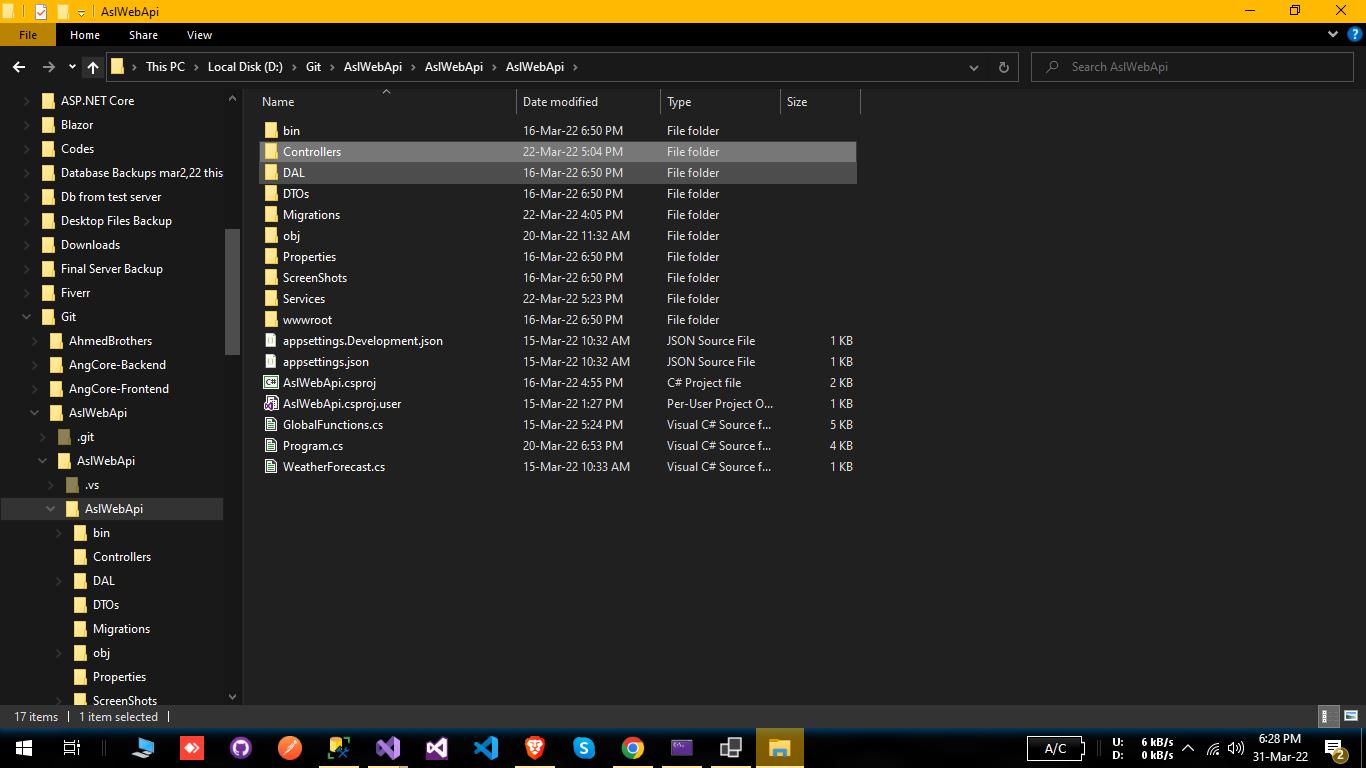 AslWebApi
File Home Share View
This PC Local Disk (D:) Git AslWebApi AslWebApi AslWebApi
Search AslWebApi
ASP.NET Core
Blazor
Codes
Database Backups mar2,22 this
Db from test server
Desktop Files Backup
Downloads
Final Server Backup
Fiverr
Git
AhmedBrothers
AngCore-Backend
AngCore-Frontend
AslWebApi
.git
AslWebApi
.vs
AslWebApi
bin
Controllers
DAL
DTOs
Migrations
obj
Properties
ScreenShots
Name Date modified Type Size
bin 16-Mar-22 6:50 PM File folder
Controllers 22-Mar-22 5:04 PM File folder
DAL 16-Mar-22 6:50 PM File folder
DTOs 16-Mar-22 6:50 PM File folder
Migrations 22-Mar-22 4:05 PM File folder
obj 20-Mar-22 11:32 AM File folder
Properties 16-Mar-22 6:50 PM File folder
ScreenShots 16-Mar-22 6:50 PM File folder
Services 22-Mar-22 5:23 PM File folder
wwwroot 16-Mar-22 6:50 PM File folder
appsettings.Development.json 15-Mar-22 10:32 AM JSON Source File 1 KB
appsettings.json 15-Mar-22 10:32 AM JSON Source File 1 KB
AslWebApi.csproj 16-Mar-22 4:55 PM C# Project file 2 KB
AslWebApi.csproj.user 15-Mar-22 1:27 PM Per-User Project O... 1 KB
GlobalFunctions.cs 15-Mar-22 5:24 PM Visual C# Source f... 5 KB
Program.cs 20-Mar-22 6:53 PM Visual C# Source f... 4 KB
WeatherForecast.cs 15-Mar-22 10:33 AM Visual C# Source f... 1 KB
17 items 1 item selected
A/C
U: 6 kB/s
D: 0 kB/s
6:28 PM
31-Mar-22
2